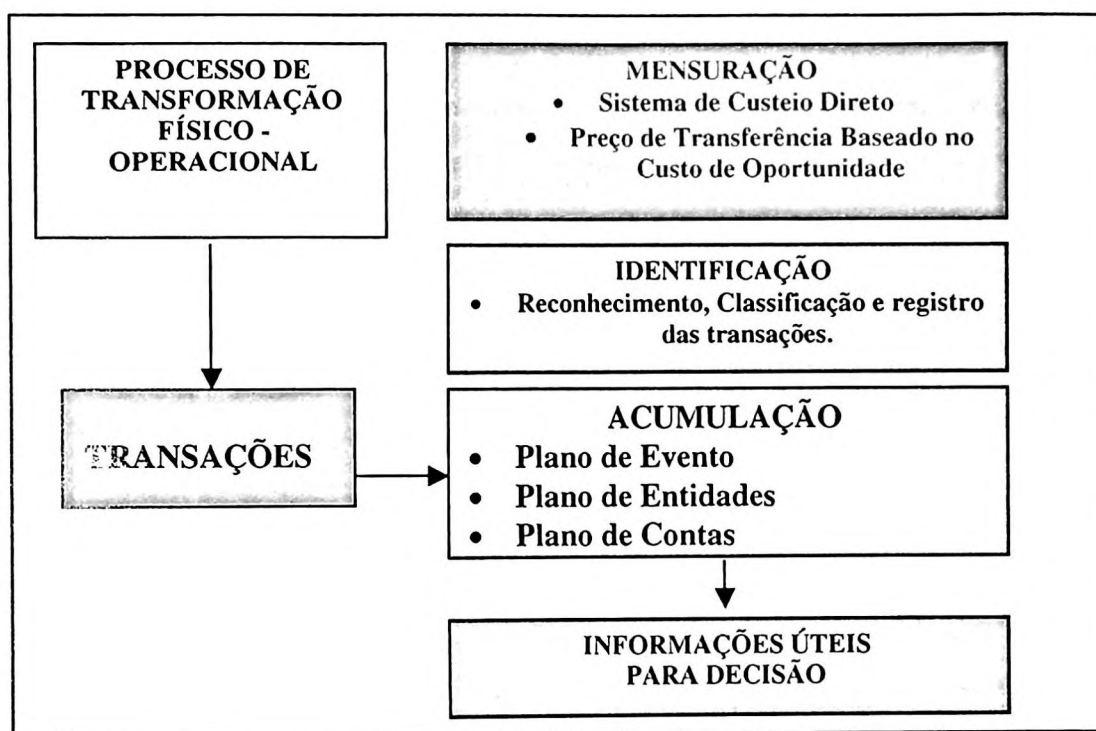 PROCESSO DE
TRANSFORMAÇÃO
FÍSICO -
OPERACIONAL
MENSURAÇÃO
• Sistema de Custeio Direto
• Preço de Transferência Baseado no
Custo de Oportunidade
IDENTIFICAÇÃO
• Reconhecimento, Classificação e registro
das transações.
TRANSAÇÕES
ACUMULAÇÃO
• Plano de Evento
• Plano de Entidades
• Plano de Contas
INFORMAÇÕES ÚTEIS
PARA DECISÃO